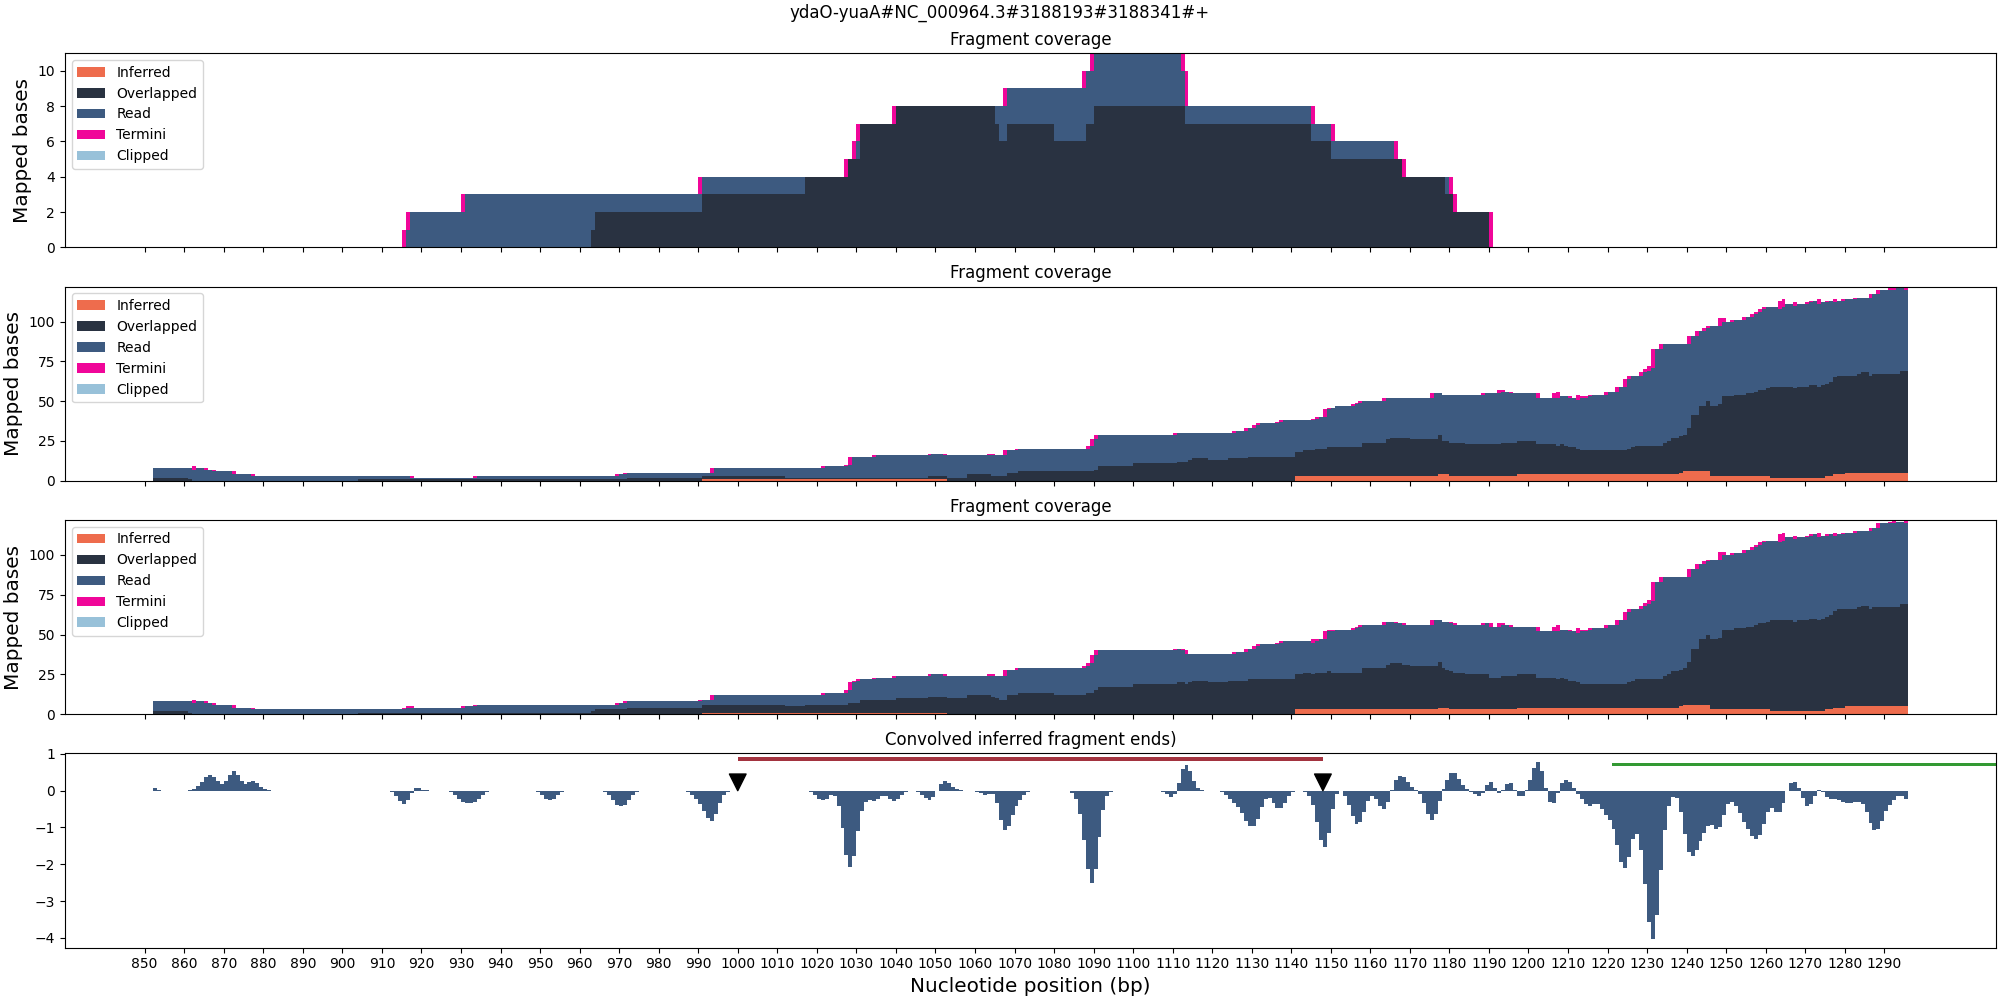 ydaO-yuaA#NC_000964.3#3188193#3188341#+
Fragment coverage
Mapped bases
10
8
6
4
2
0
Inferred
Overlapped
Read
Termini
Clipped
Fragment coverage
Mapped bases
100
75
50
25
0
Inferred
Overlapped
Read
Termini
Clipped
Fragment coverage
Mapped bases
100
75
50
25
0
Inferred
Overlapped
Read
Termini
Clipped
Convolved inferred fragment ends)
1
0
−1
−2
−3
−4
850 860 870 880 890 900 910 920 930 940 950 960 970 980 990 1000 1010 1020 1030 1040 1050 1060 1070 1080 1090 1100 1110 1120 1130 1140 1150 1160 1170 1180 1190 1200 1210 1220 1230 1240 1250 1260 1270 1280 1290
Nucleotide position (bp)